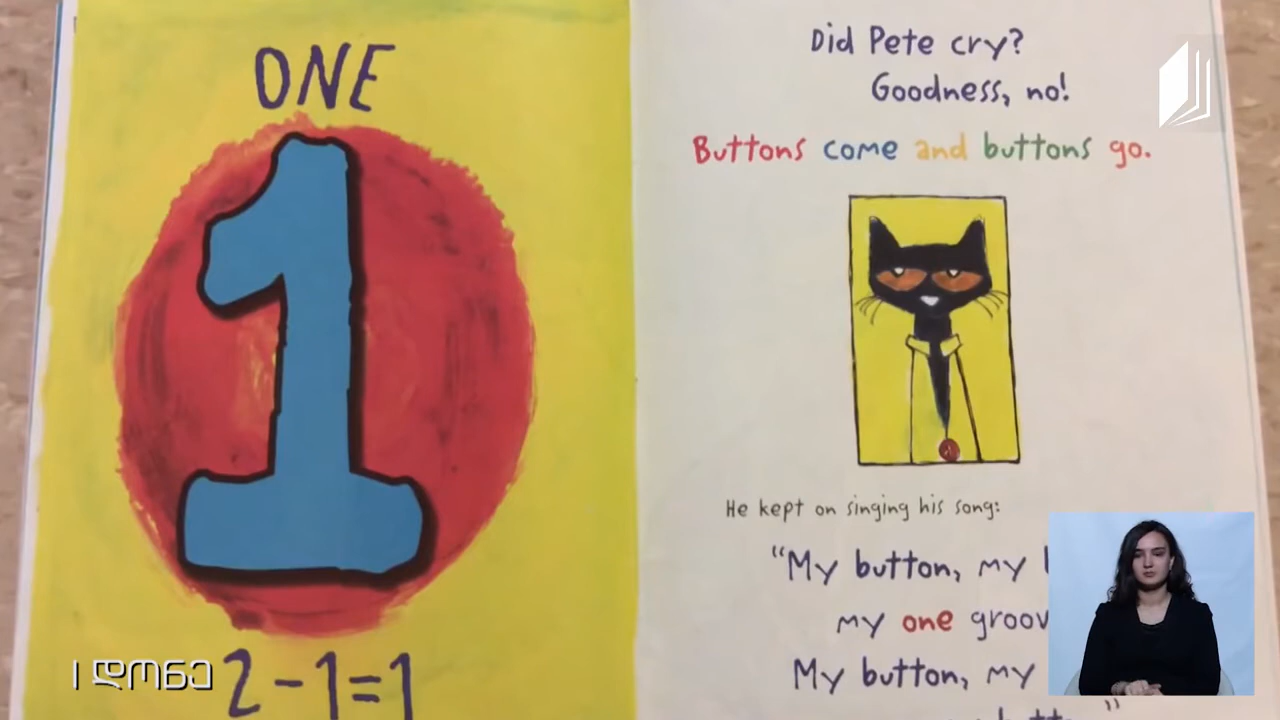 ONE
1
2-1=1
Did Pete cry?
Goodness, no!
Buttons come and buttons go.
He kept on singing his song:
"My button, my
my one
My button, my
I დონე